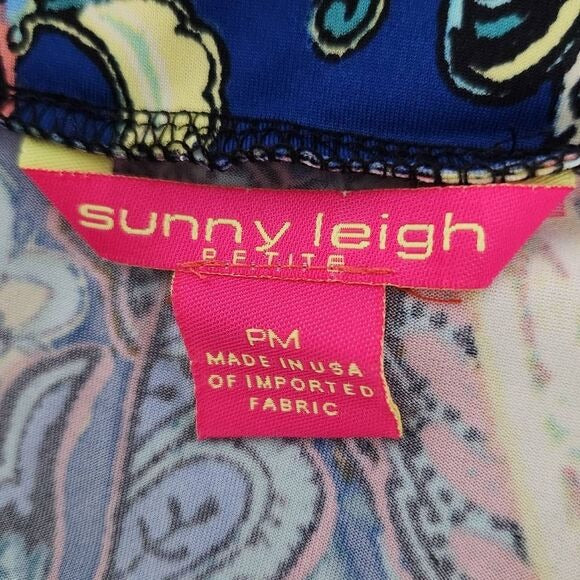 sunny leigh
PETITE
PM
MADE IN USA
OF IMPORTED
FABRIC